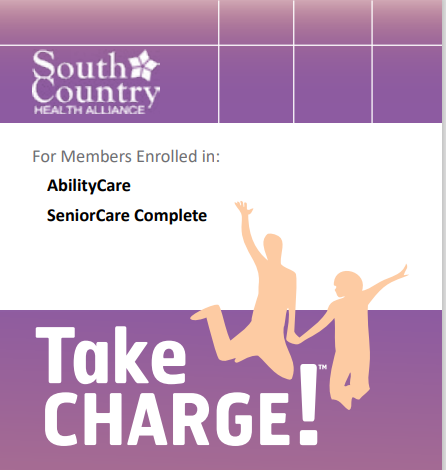 South
Country
HEALTH ALLIANCE
For Members Enrolled in:
AbilityCare
SeniorCare Complete
Take
CHARGE!™